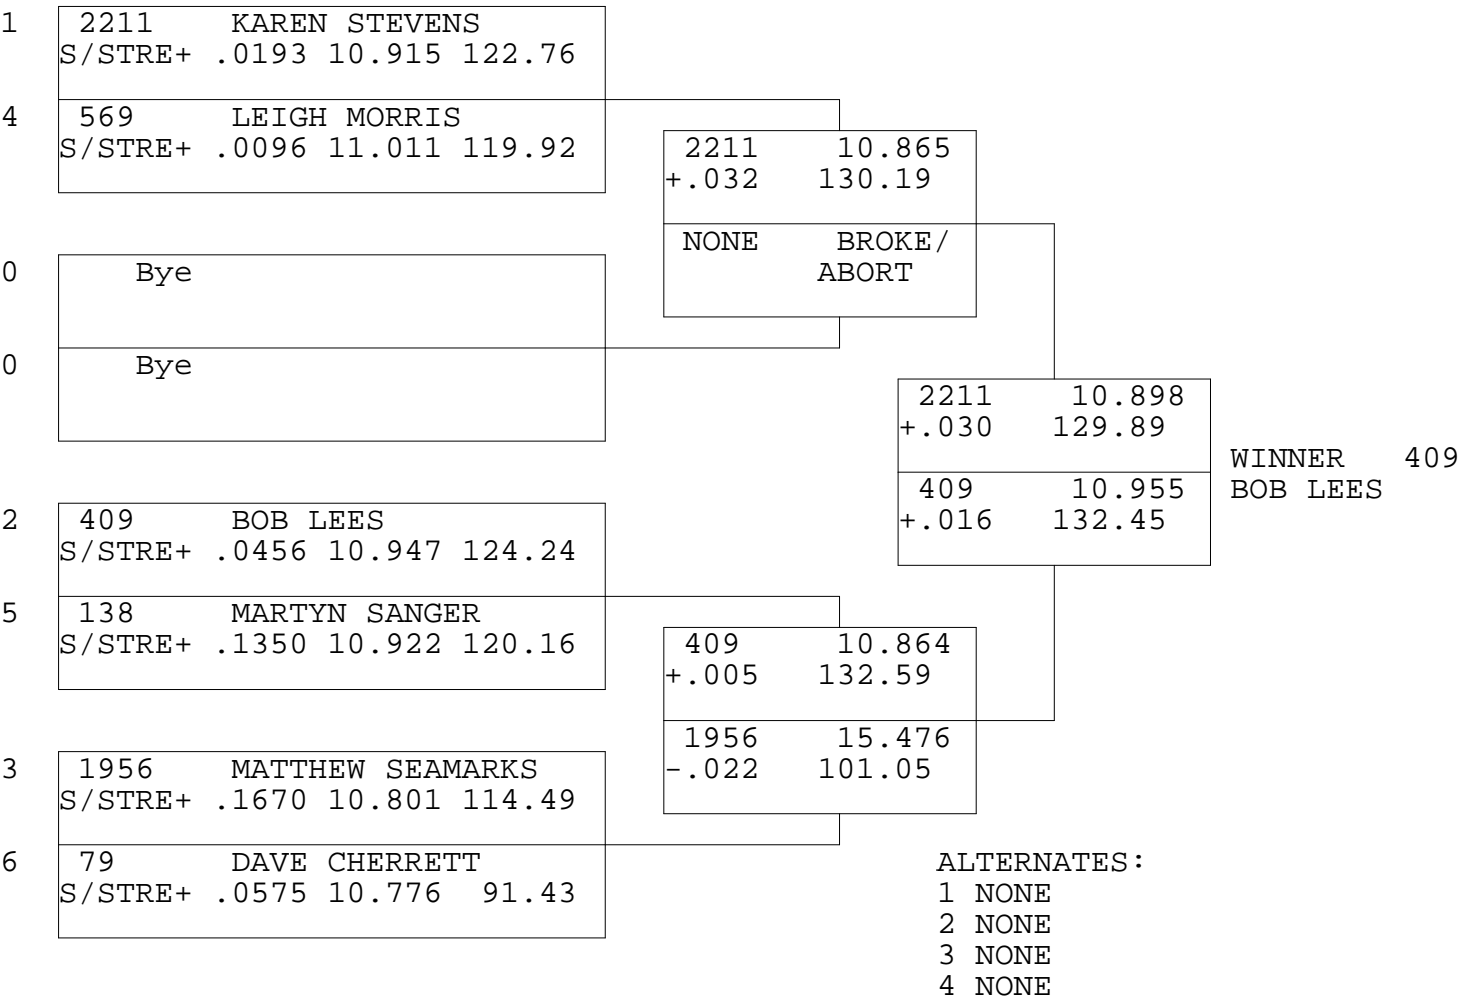 1 2211 KAREN STEVENS
S/STRE+ .0193 10.915 122.76
4 569 LEIGH MORRIS
S/STRE+ .0096 11.011 119.92
2211 10.865
+.032 130.19
NONE BROKE/
ABORT
0 Bye
0 Bye
2211 10.898
+.030 129.89
409 10.955
+.016 132.45
WINNER 409
BOB LEES
2 409 BOB LEES
S/STRE+ .0456 10.947 124.24
5 138 MARTYN SANGER
S/STRE+ .1350 10.922 120.16
409 10.864
+.005 132.59
1956 15.476
-.022 101.05
3 1956 MATTHEW SEAMARKS
S/STRE+ .1670 10.801 114.49
6 79 DAVE CHERRETT
S/STRE+ .0575 10.776 91.43
ALTERNATES:
1 NONE
2 NONE
3 NONE
4 NONE